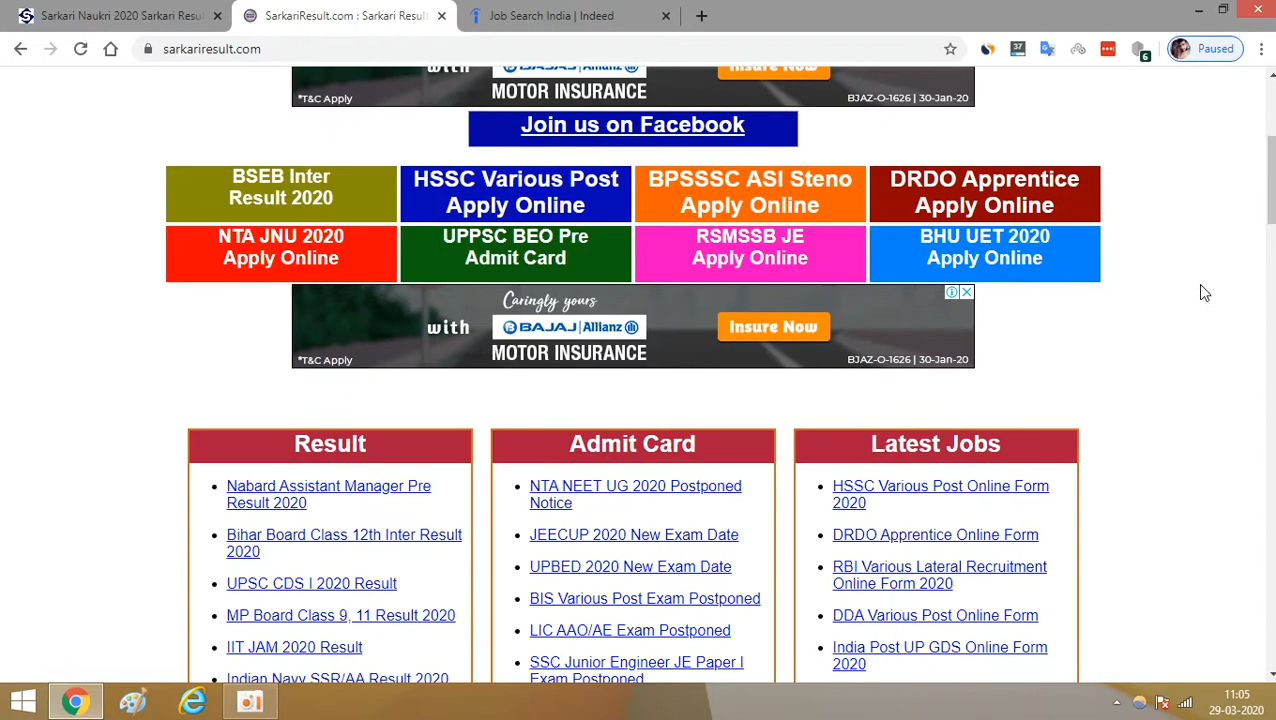 Sarkari Naukri 2020 Sarkari Resu
SarkariResult.com : Sarkari Resul
Job Search India | Indeed
sarkariresult.com
37
6
Paused
with BAJAJ Allianz Insure Now
*T&C Apply MOTOR INSURANCE BJAZ-O-1626 | 30-Jan-20
Join us on Facebook
BSEB Inter
Result 2020
HSSC Various Post
Apply Online
BPSSSC ASI Steno
Apply Online
DRDO Apprentice
Apply Online
NTA JNU 2020
Apply Online
UPPSC BEO Pre
Admit Card
RSMSSB JE
Apply Online
BHU UET 2020
Apply Online
Caringly yours
with BAJAJ Allianz Insure Now
*T&C Apply MOTOR INSURANCE BJAZ-O-1626 | 30-Jan-20
Result
Nabard Assistant Manager Pre
Result 2020
Bihar Board Class 12th Inter Result
2020
UPSC CDS I 2020 Result
MP Board Class 9, 11 Result 2020
IIT JAM 2020 Result
Indian Navy SSR/AA Result 2020
Admit Card
NTA NEET UG 2020 Postponed
Notice
JEECUP 2020 New Exam Date
UPBED 2020 New Exam Date
BIS Various Post Exam Postponed
LIC AAO/AE Exam Postponed
SSC Junior Engineer JE Paper I
Exam Postponed
Latest Jobs
HSSC Various Post Online Form
2020
DRDO Apprentice Online Form
RBI Various Lateral Recruitment
Online Form 2020
DDA Various Post Online Form
India Post UP GDS Online Form
2020
11:05
29-03-2020